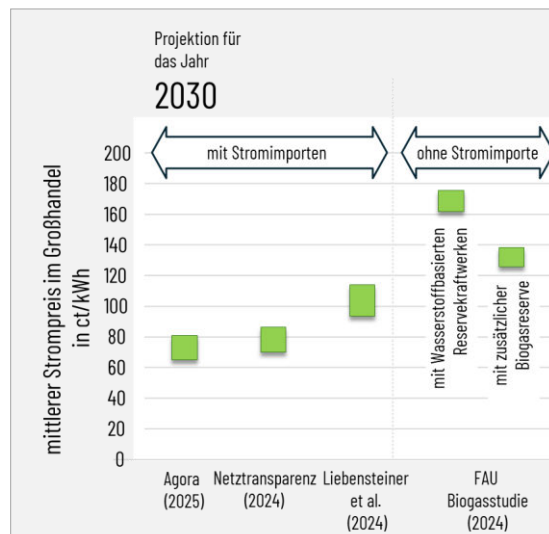 Projektion für
das Jahr
2030
mit Stromimporten
ohne Stromimporte
mittlerer Strompreis im Großhandel
in ct/kWh
200
180
160
140
120
100
80
60
40
20
0
mit Wasserstoffbasierten
Reservekraftwerken
mit zusätzlicher
Biogasreserve
Agora
(2025)
Netztransparenz
(2024)
Liebensteiner
et al.
(2024)
FAU
Biogasstudie
(2024)